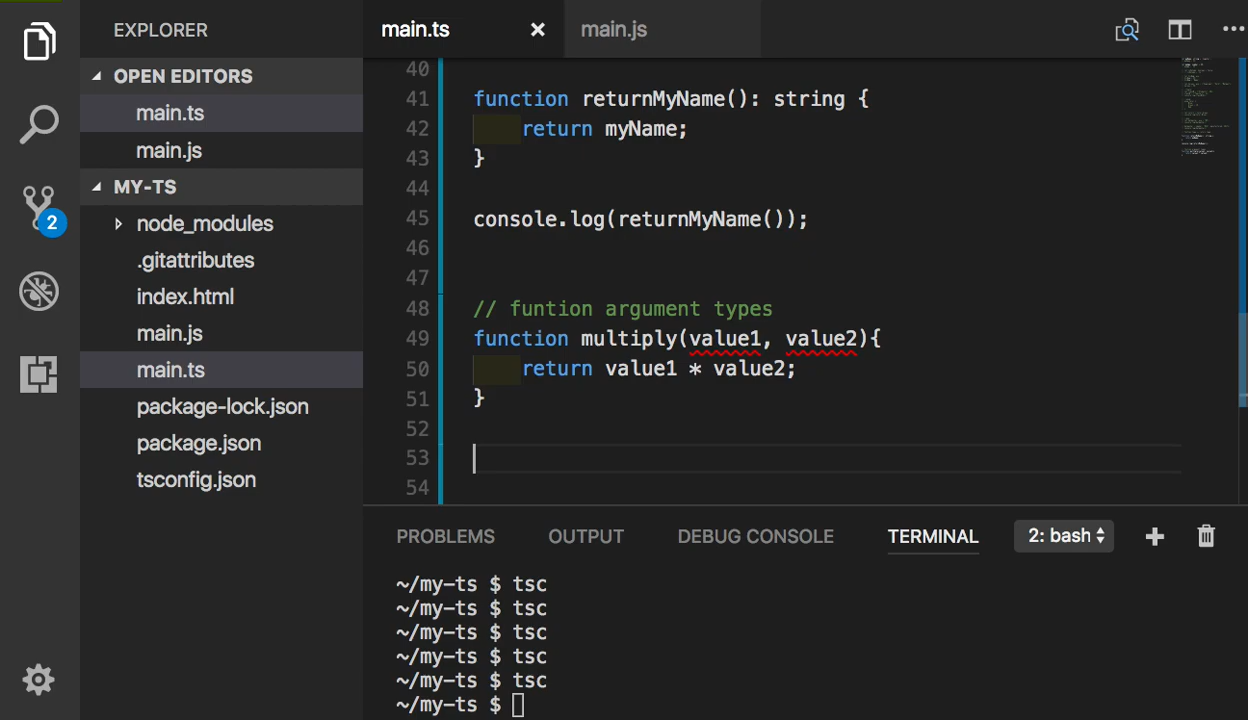 EXPLORER
OPEN EDITORS
main.ts
main.js
MY-TS
node_modules
.gitattributes
index.html
main.js
main.ts
package-lock.json
package.json
tsconfig.json
2
main.ts
main.js
40
41 function returnMyName(): string {
42 return myName;
43 }
44
45 console.log(returnMyName());
46
47
48 // funtion argument types
49 function multiply(value1, value2){
50 return value1 * value2;
51 }
52
53
54
PROBLEMS OUTPUT DEBUG CONSOLE TERMINAL 2: bash
~/my-ts $ tsc
~/my-ts $ tsc
~/my-ts $ tsc
~/my-ts $ tsc
~/my-ts $ tsc
~/my-ts $